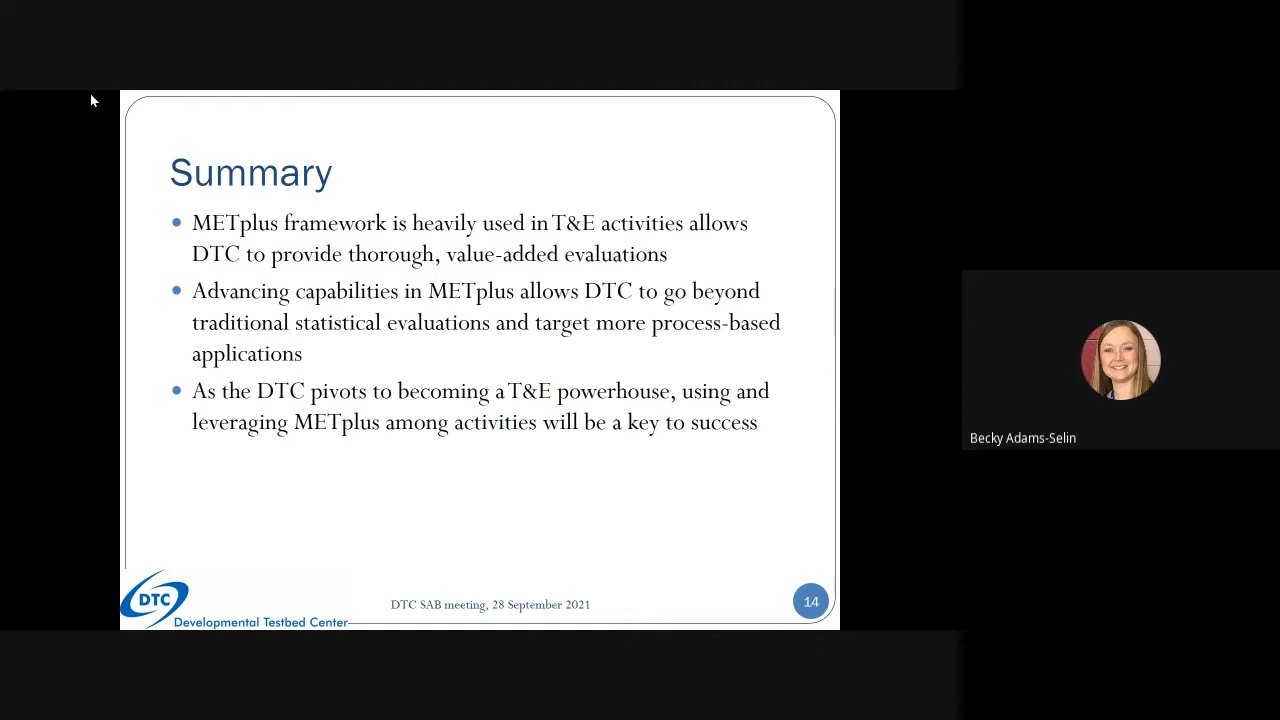 Summary
METplus framework is heavily used in T&E activities allows
DTC to provide thorough, value-added evaluations
Advancing capabilities in METplus allows DTC to go beyond
traditional statistical evaluations and target more process-based
applications
As the DTC pivots to becoming a T&E powerhouse, using and
leveraging METplus among activities will be a key to success
Becky Adams-Selin
DTC
Developmental Testbed Center
DTC SAB meeting, 28 September 2021
14